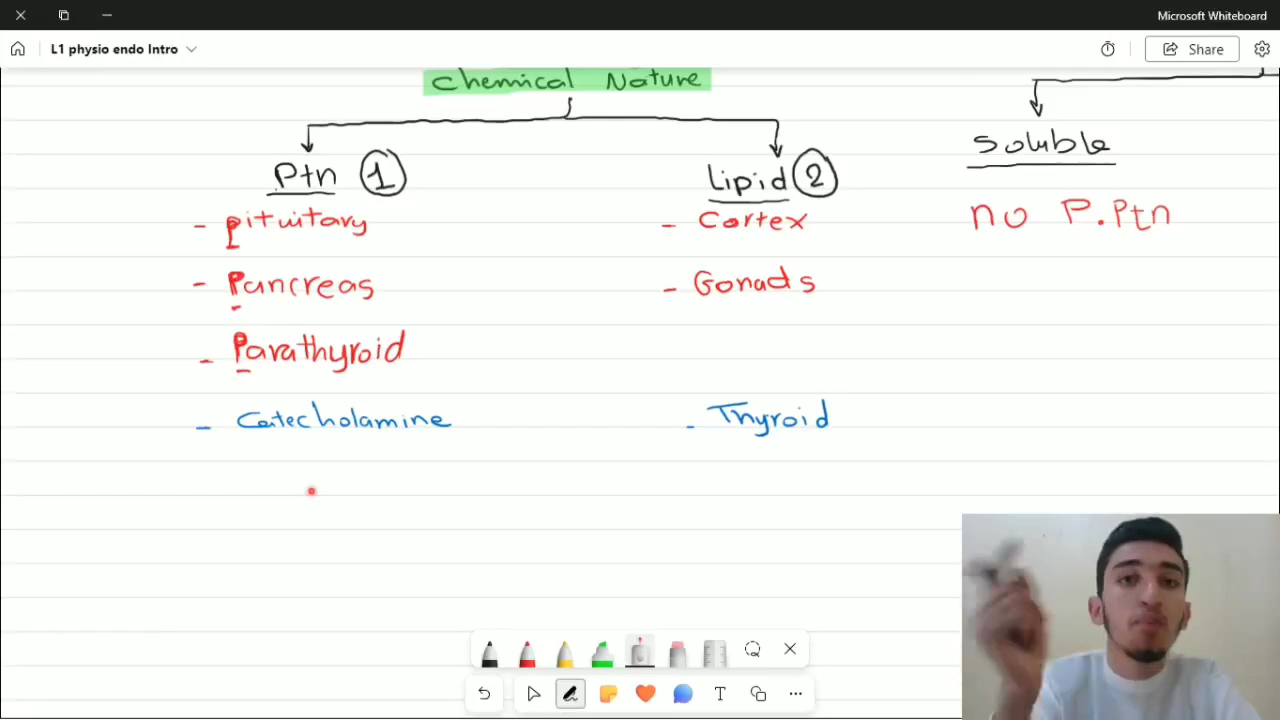 Microsoft Whiteboard
L1 physio endo Intro
Share
Chemical Nature
Ptn 1
- Pituitary
- Pancreas
- Parathyroid
- Catecholamine
Lipid 2
- Cortex
- Gonads
- Thyroid
Soluble
no P.Ptn